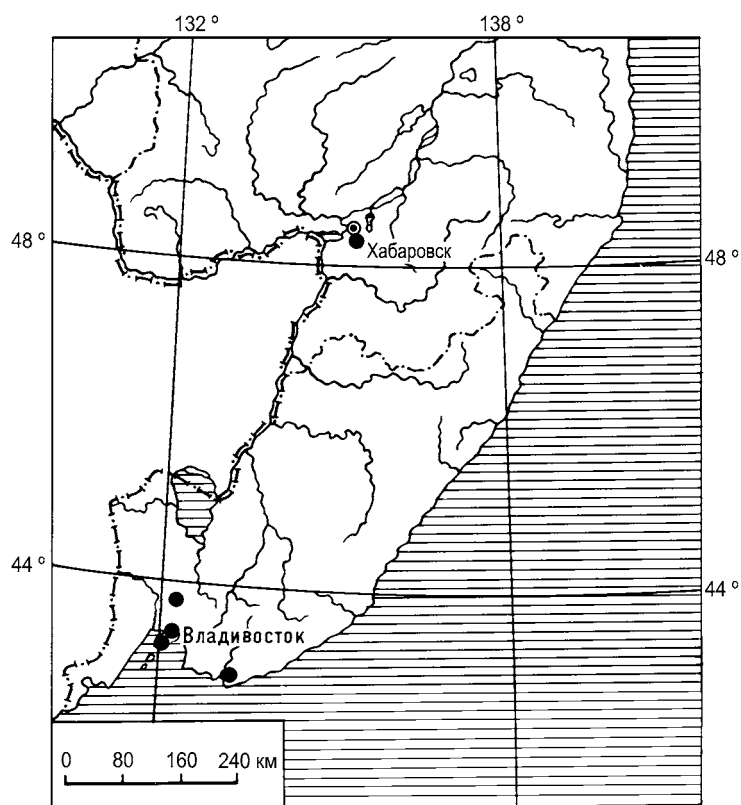 132 º 138 º
48 º
Хабаровск
48 º
44 º
44 º
Владивосток
0 80 160 240 км